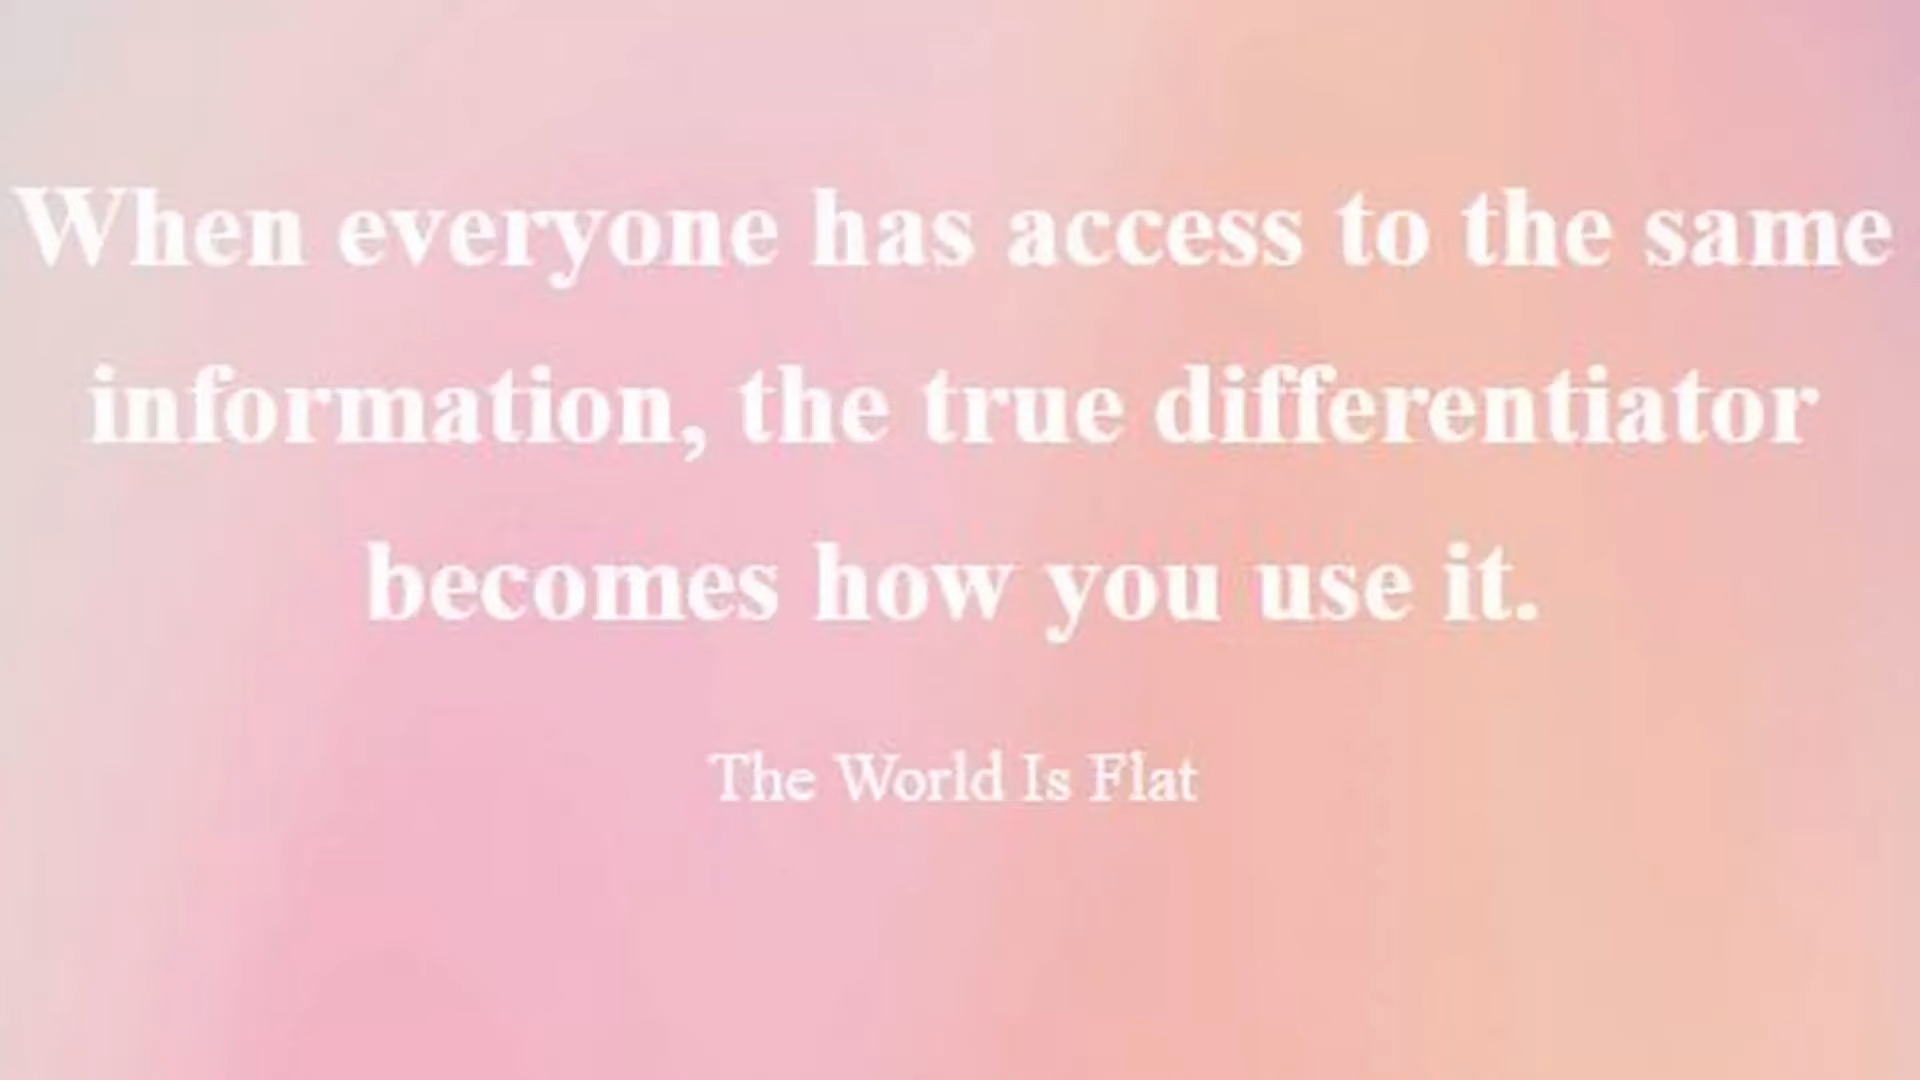 When everyone has access to the same
information, the true differentiator
becomes how you use it.
The World Is Flat